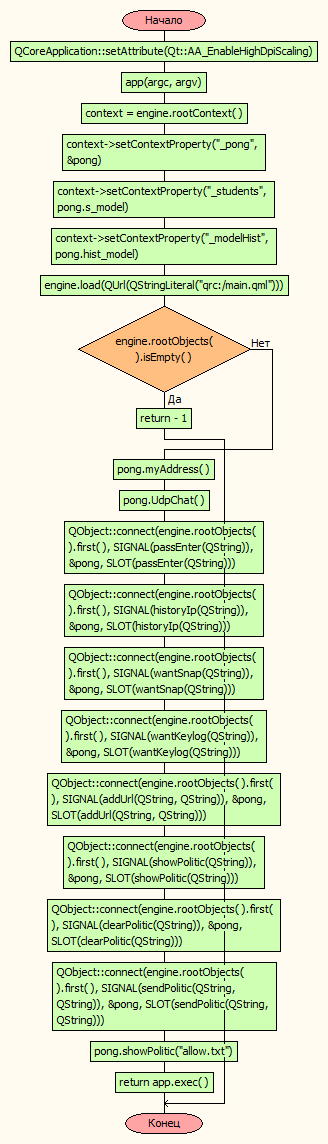 Начало
QCoreApplication::setAttribute(Qt::AA_EnableHighDpiScaling)
app(argc, argv)
context = engine.rootContext()
context->setContextProperty("_pong",
&pong)
context->setContextProperty("_students",
pong.s_model)
context->setContextProperty("_modelHist",
pong.hist_model)
engine.load(QUrl(QStringLiteral("qrc:/main.qml")))
engine.rootObjects(
).isEmpty()
Нет
Да
return - 1
pong.myAddress()
pong.UdpChat()
QObject::connect(engine.rootObjects(
).first(), SIGNAL(passEnter(QString)),
&pong, SLOT(passEnter(QString)))
QObject::connect(engine.rootObjects(
).first(), SIGNAL(historyIp(QString)),
&pong, SLOT(historyIp(QString)))
QObject::connect(engine.rootObjects(
).first(), SIGNAL(wantSnap(QString)),
&pong, SLOT(wantSnap(QString)))
QObject::connect(engine.rootObjects(
).first(), SIGNAL(wantKeylog(QString)),
&pong, SLOT(wantKeylog(QString)))
QObject::connect(engine.rootObjects().first(
), SIGNAL(addUrl(QString, QString)), &pong,
SLOT(addUrl(QString, QString)))
QObject::connect(engine.rootObjects(
).first(), SIGNAL(showPolitic(QString)),
&pong, SLOT(showPolitic(QString)))
QObject::connect(engine.rootObjects().first(
), SIGNAL(clearPolitic(QString)), &pong,
SLOT(clearPolitic(QString)))
QObject::connect(engine.rootObjects(
).first(), SIGNAL(sendPolitic(QString,
QString)), &pong, SLOT(sendPolitic(QString,
QString)))
pong.showPolitic("allow.txt")
return app.exec()
Конец